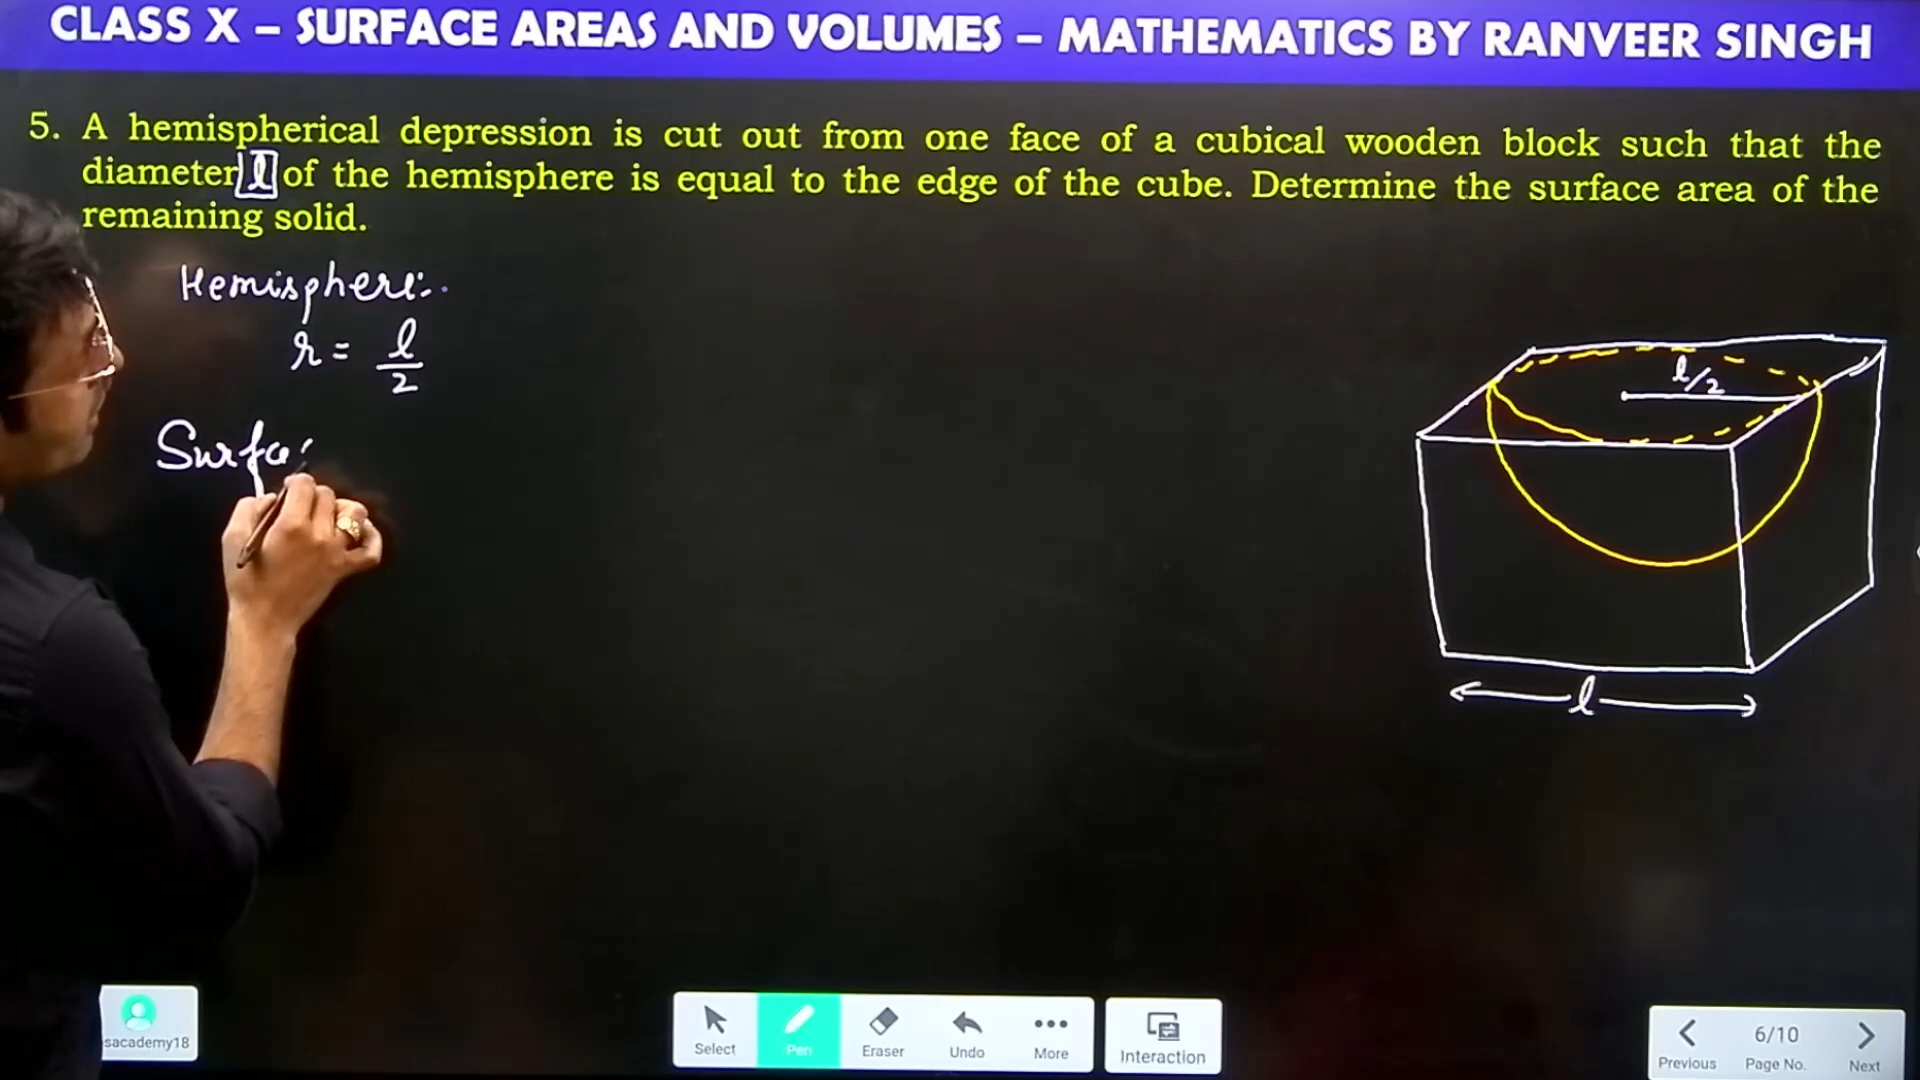 CLASS X – SURFACE AREAS AND VOLUMES – MATHEMATICS BY RANVEER SINGH
5. A hemispherical depression is cut out from one face of a cubical wooden block such that the
diameter l of the hemisphere is equal to the edge of the cube. Determine the surface area of the
remaining solid.
Hemisphere:-
r = l/2
Surfac
l/2
l
sacademy18
Select
Pen
Eraser
Undo
More
Interaction
Previous
6/10
Page No.
Next